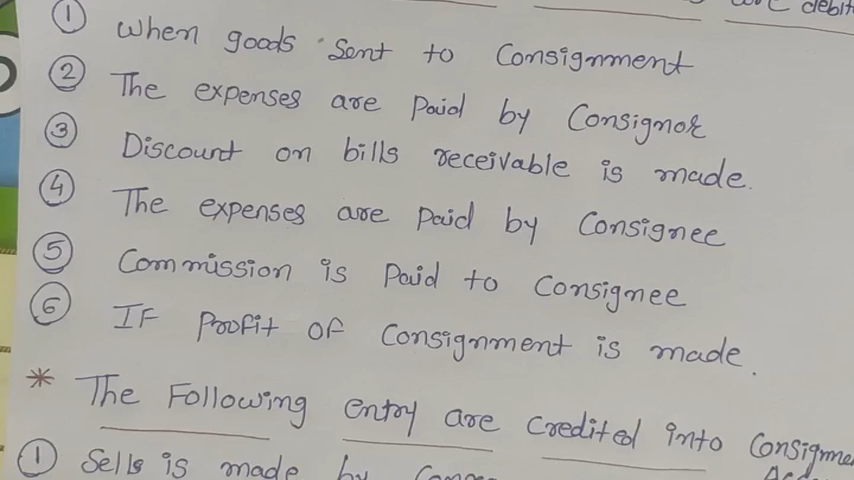 debit
① When goods Sent to Consignment
② The expenses are paid by Consignor
③ Discount on bills receivable is made.
④ The expenses are paid by Consignee
⑤ Commission is paid to Consignee
⑥ IF Profit of Consignment is made.
* The Following entry are credited into Consignme
① Sells is made by